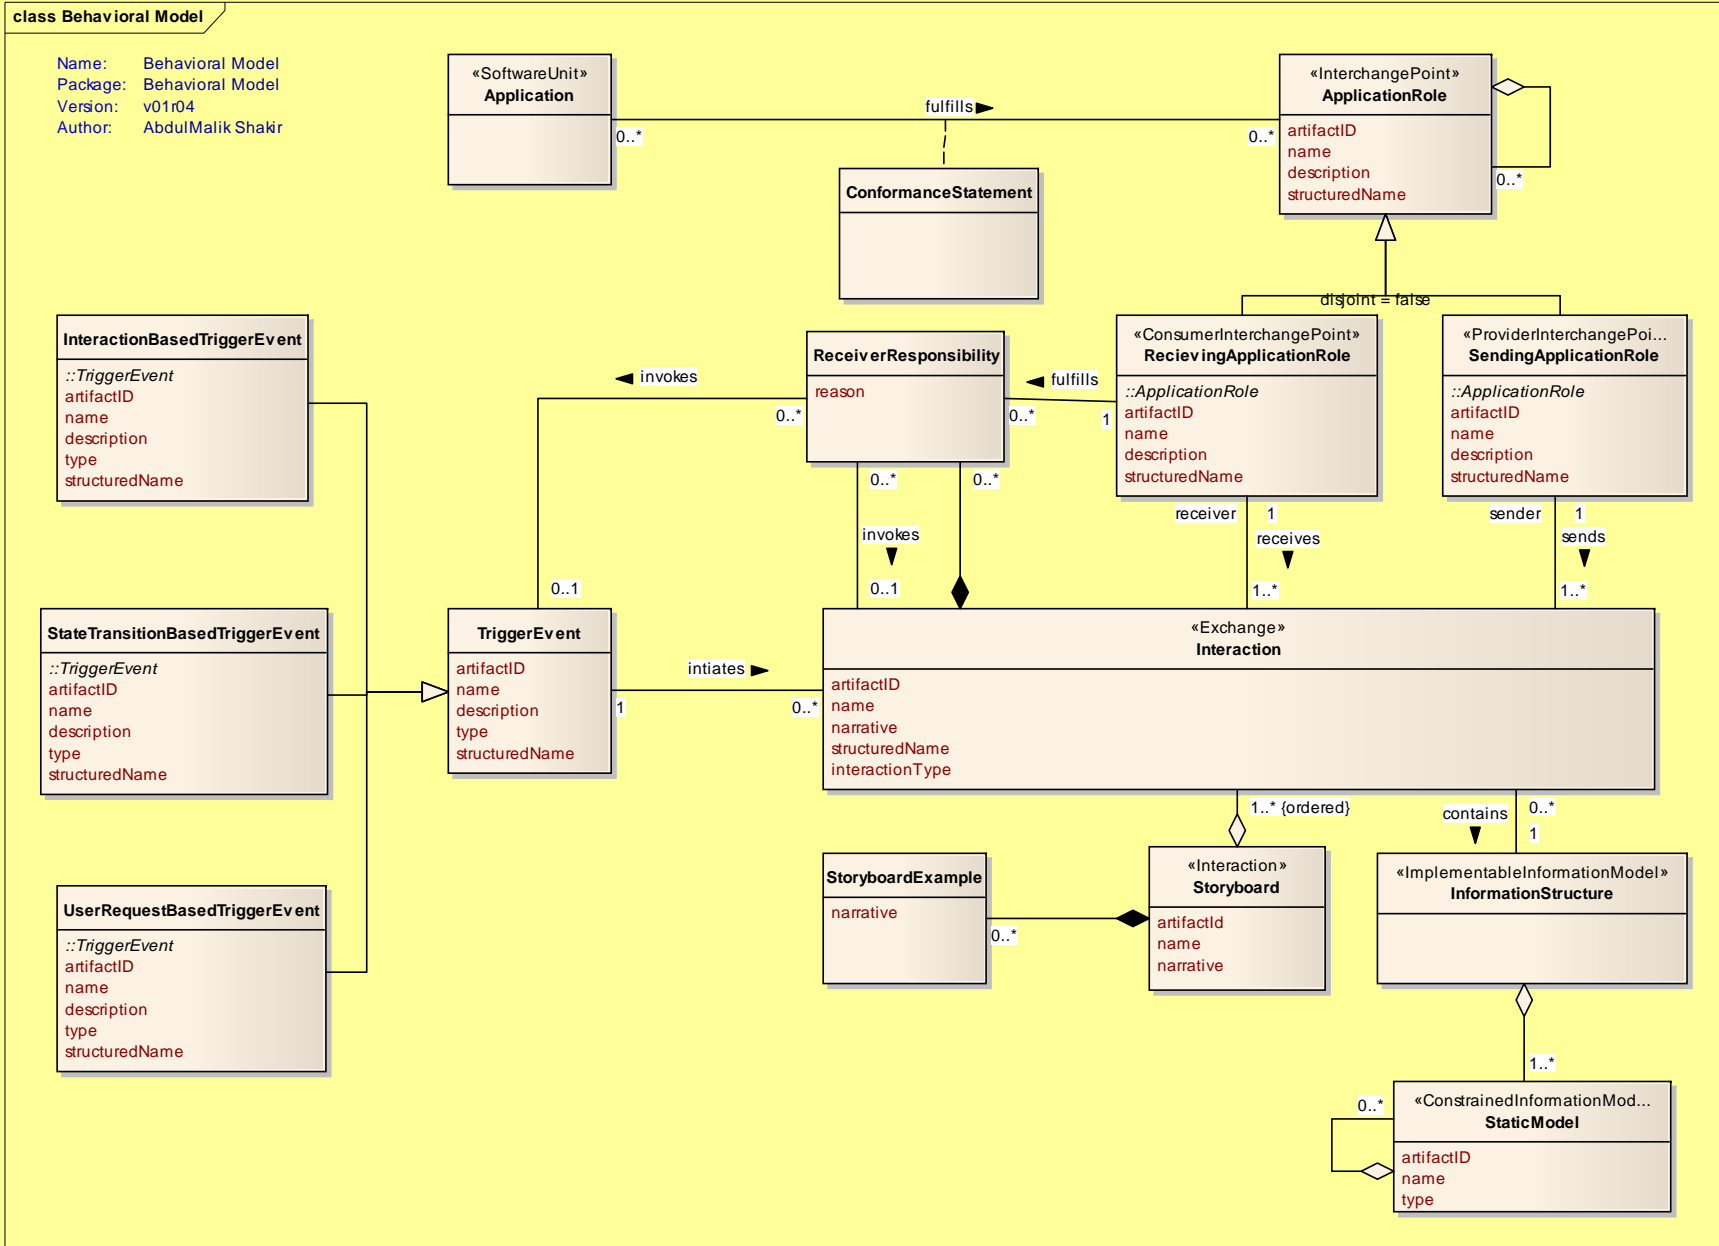 class Behavioral Model
Name: Behavioral Model
Package: Behavioral Model
Version: v01r04
Author: AbdulMalik Shakir
«SoftwareUnit»
Application
0..*
fulfills
0..*
«InterchangePoint»
ApplicationRole
artifactID
name
description
structuredName
0..*
ConformanceStatement
disjoint = false
InteractionBasedTriggerEvent
::TriggerEvent
artifactID
name
description
type
structuredName
invokes
0..*
ReceiverResponsibility
reason
fulfills
0..*
1
«ConsumerInterchangePoint»
RecievingApplicationRole
::ApplicationRole
artifactID
name
description
structuredName
«ProviderInterchangePoi...
SendingApplicationRole
::ApplicationRole
artifactID
name
description
structuredName
0..*
0..*
invokes
0..1
receiver
1
receives
1..*
sender
1
sends
1..*
0..1
StateTransitionBasedTriggerEvent
::TriggerEvent
artifactID
name
description
type
structuredName
TriggerEvent
artifactID
name
description
type
structuredName
intiates
1
0..*
«Exchange»
Interaction
artifactID
name
narrative
structuredName
interactionType
1..* {ordered}
contains
0..*
1
UserRequestBasedTriggerEvent
::TriggerEvent
artifactID
name
description
type
structuredName
StoryboardExample
narrative
0..*
«Interaction»
Storyboard
artifactId
name
narrative
«ImplementableInformationModel»
InformationStructure
1..*
0..*
«ConstrainedInformationMod...
StaticModel
artifactID
name
type